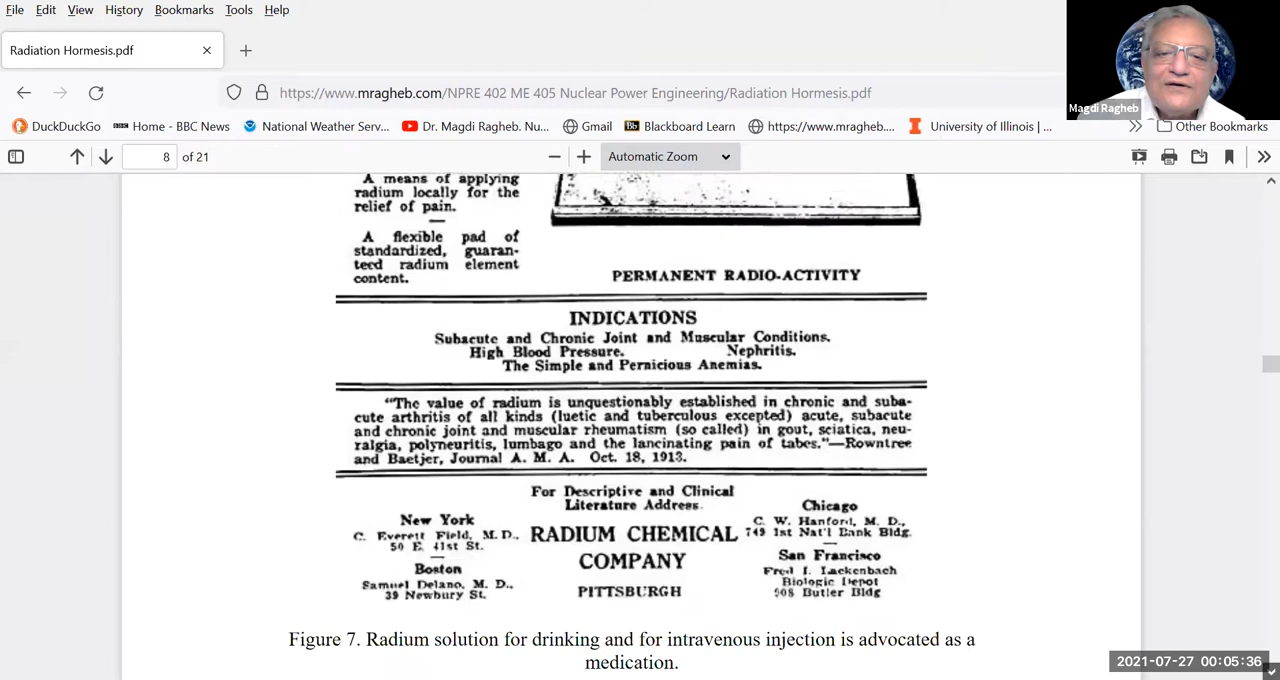 File Edit View History Bookmarks Tools Help
Radiation Hormesis.pdf
https://www.mragheb.com/NPRE 402 ME 405 Nuclear Power Engineering/Radiation Hormesis.pdf
Magdi Ragheb
DuckDuckGo Home - BBC News National Weather Serv... Dr. Magdi Ragheb. Nu... Gmail Blackboard Learn https://www.mragheb.... University of Illinois | ... Other Bookmarks
8 of 21 Automatic Zoom
A means of applying
radium locally for the
relief of pain.
A flexible pad of
standardized, guaran-
teed radium element
content.
PERMANENT RADIO-ACTIVITY
INDICATIONS
Subacute and Chronic Joint and Muscular Conditions.
High Blood Pressure. Nephritis.
The Simple and Pernicious Anemias.
"The value of radium is unquestionably established in chronic and suba-
cute arthritis of all kinds (luetic and tuberculous excepted) acute, subacute
and chronic joint and muscular rheumatism (so called) in gout, sciatica, neu-
ralgia, polyneuritis, lumbago and the lancinating pain of tabes."—Rowntree
and Baetjer, Journal A. M. A. Oct. 18, 1913.
For Descriptive and Clinical
Literature Address
New York
C. Everett Field, M. D.,
50 E. 41st St.
Boston
Samuel Delano, M. D.,
39 Newbury St.
RADIUM CHEMICAL
COMPANY
PITTSBURGH
Chicago
C. W. Hanford, M. D.,
749 1st Nat'l Bank Bldg.
San Francisco
Fred I. Lackenbach
Biologic Depot
908 Butler Bldg
Figure 7. Radium solution for drinking and for intravenous injection is advocated as a
medication.
2021-07-27 00:05:36